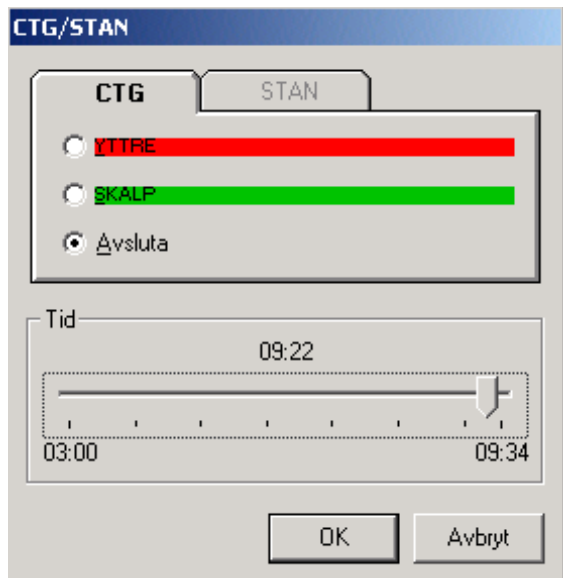 CTG/STAN
CTG STAN
YTTRE
SKALP
Avsluta
Tid
09:22
03:00 09:34
OK Avbryt